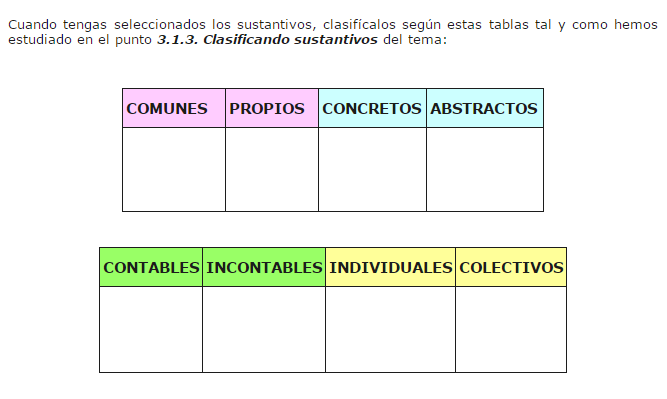 Cuando tengas seleccionados los sustantivos, clasifícalos según estas tablas tal y como hemos
estudiado en el punto 3.1.3. Clasificando sustantivos del tema:
COMUNES PROPIOS CONCRETOS ABSTRACTOS
CONTABLES INCONTABLES INDIVIDUALES COLECTIVOS